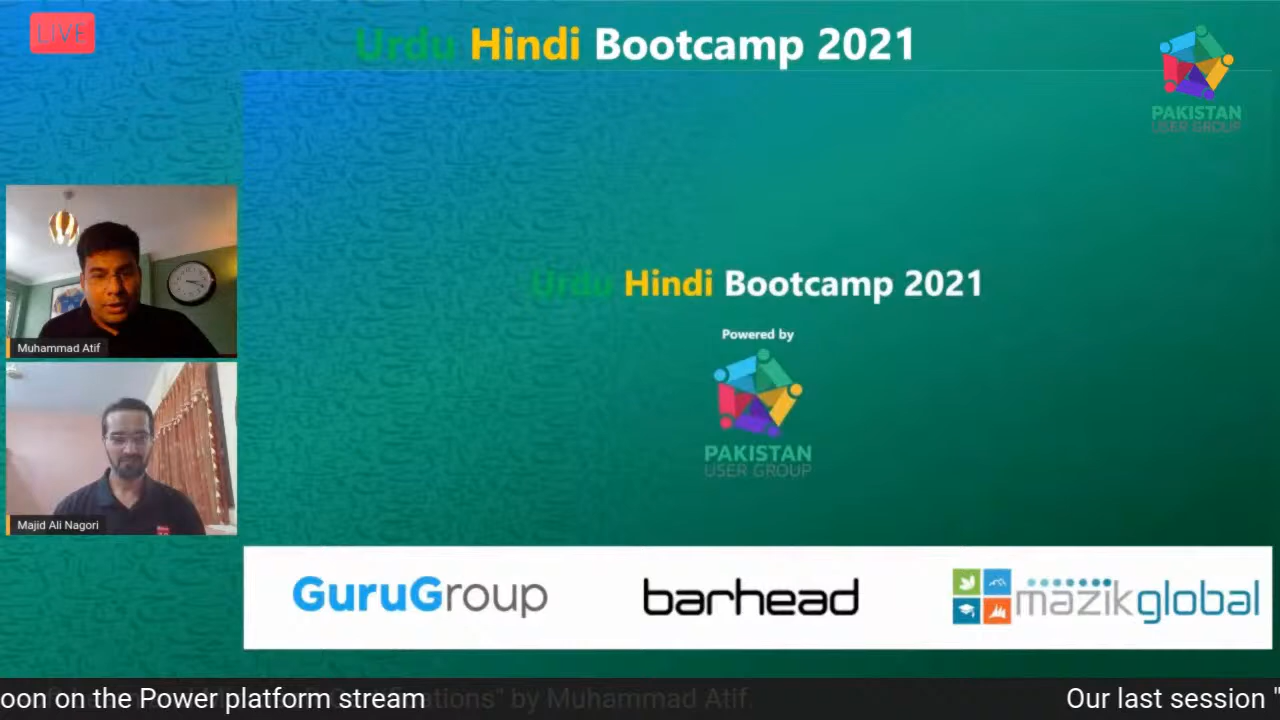 LIVE
Urdu Hindi Bootcamp 2021
PAKISTAN
USER GROUP
Muhammad Atif
Majid Ali Nagori
Urdu Hindi Bootcamp 2021
Powered by
PAKISTAN
USER GROUP
GuruGroup
barhead
mazikglobal
oon on the Power platform stream
ations" by Muhammad Atif.
Our last session "